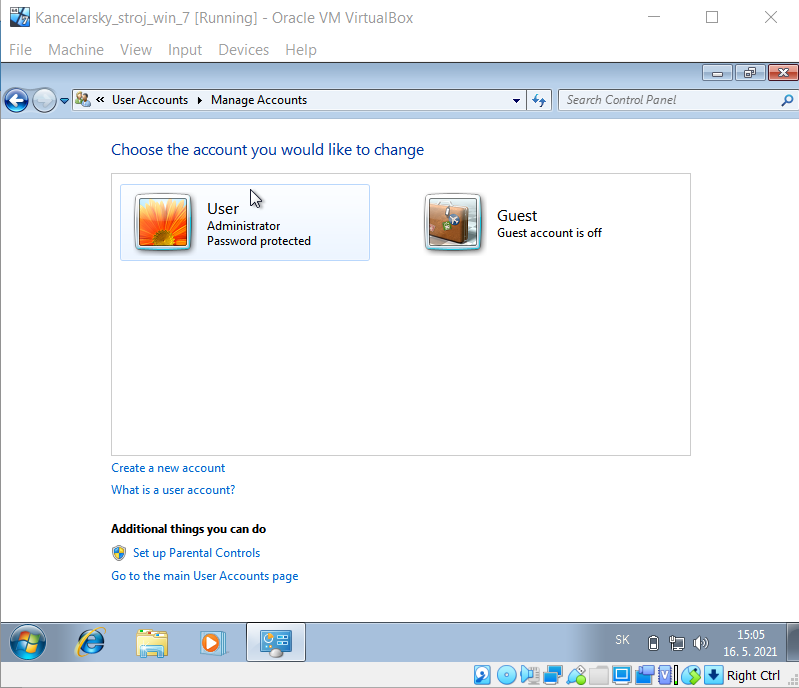 Kancelarsky_stroj_win_7 [Running] - Oracle VM VirtualBox
File Machine View Input Devices Help
« User Accounts Manage Accounts
Search Control Panel
Choose the account you would like to change
User
Administrator
Password protected
Guest
Guest account is off
Create a new account
What is a user account?
Additional things you can do
Set up Parental Controls
Go to the main User Accounts page
SK
15:05
16. 5. 2021
Right Ctrl